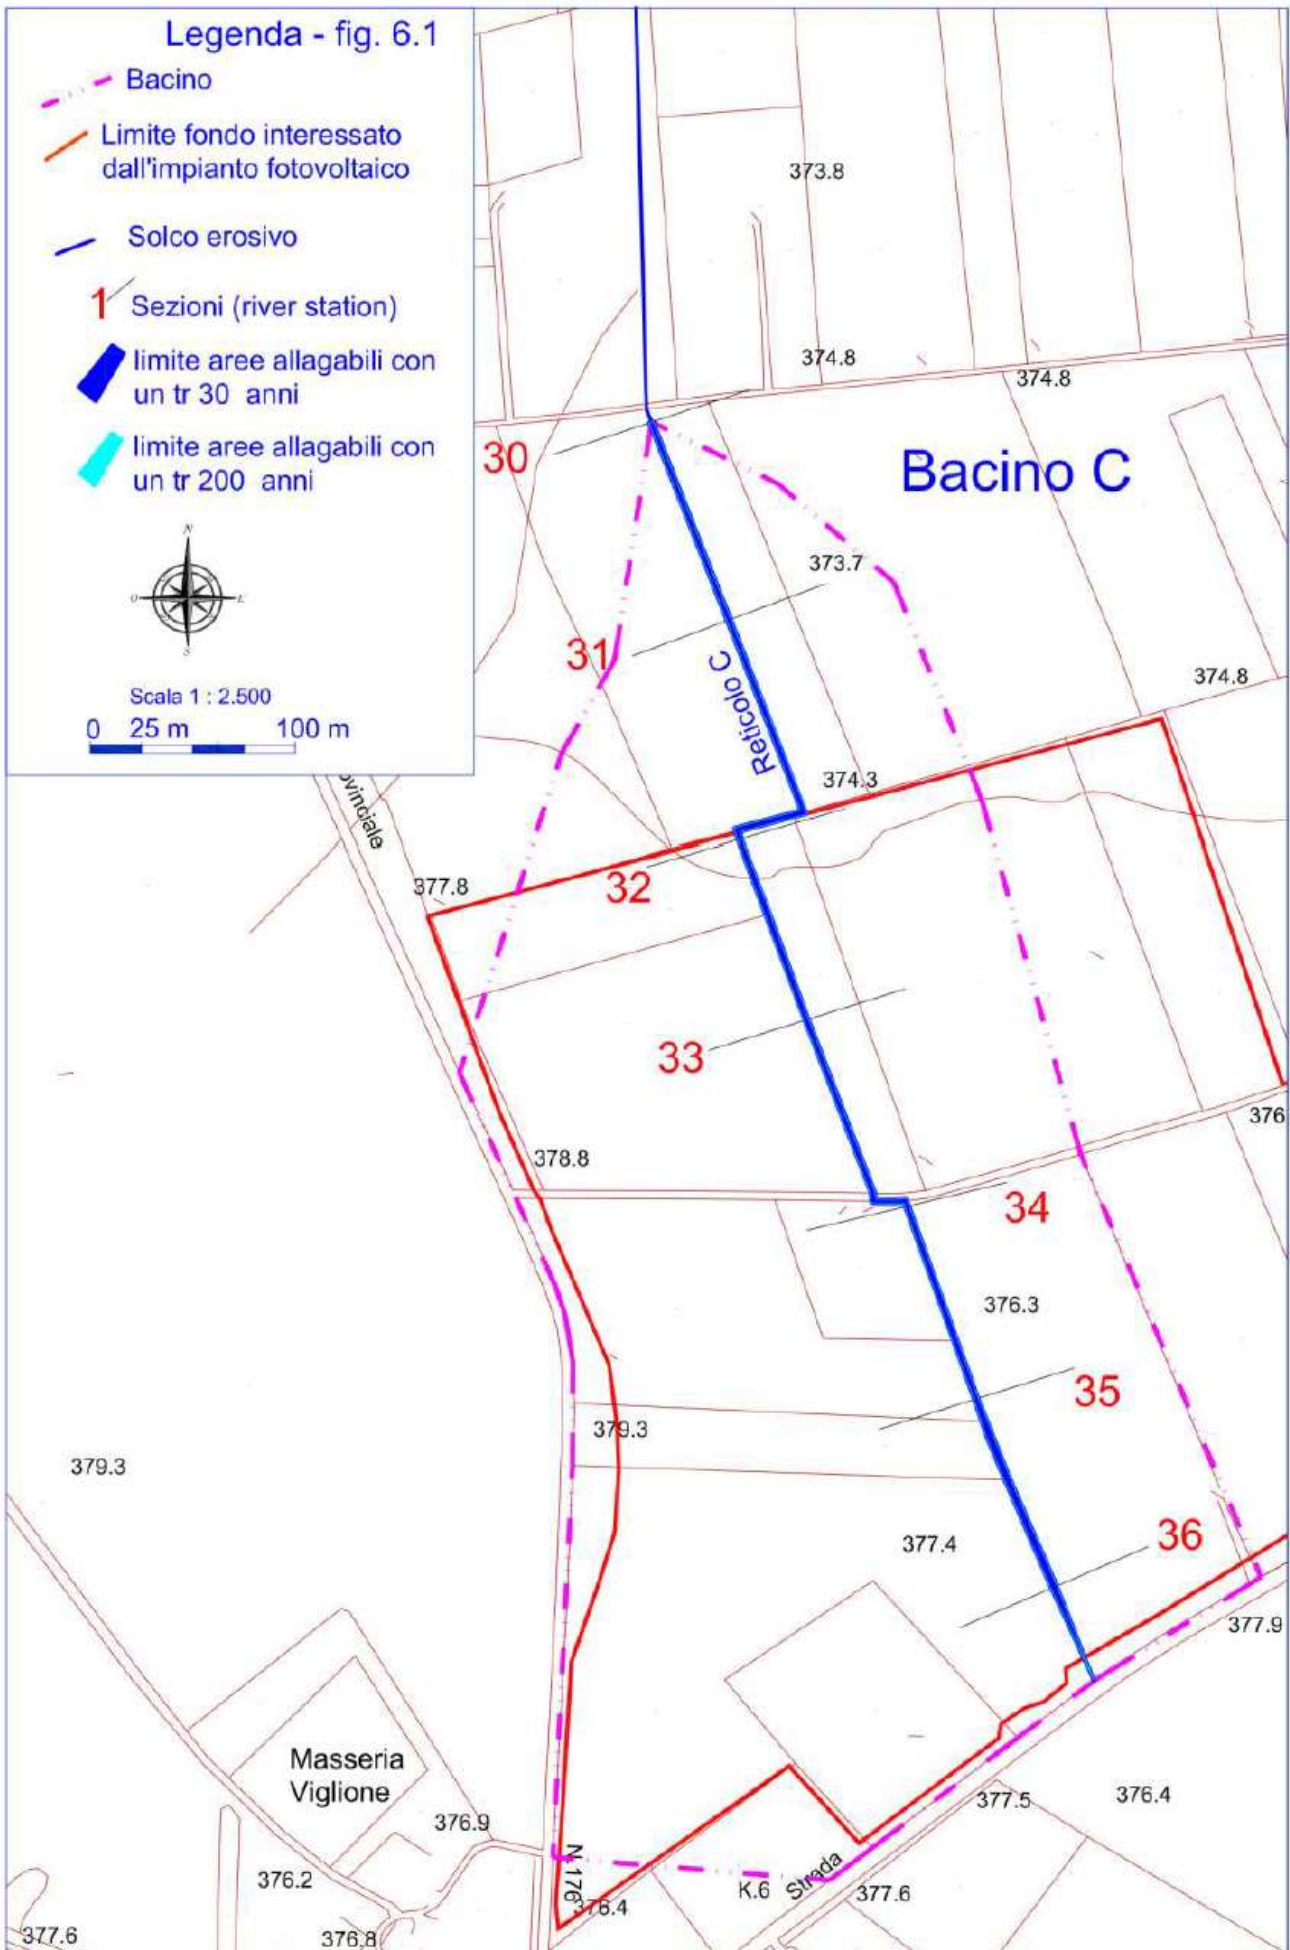 Legenda - fig. 6.1
Bacino
Limite fondo interessato
dall'impianto fotovoltaico
Solco erosivo
1 Sezioni (river station)
limite aree allagabili con
un tr 30 anni
limite aree allagabili con
un tr 200 anni
N
O E
S
Scala 1 : 2.500
0 25 m 100 m
373.8
374.8
374.8
30
Bacino C
373.7
31
Reticolo C
374.8
374.3
ovinciale
377.8
32
33
376
378.8
34
376.3
35
379.3
379.3
36
377.4
377.9
Masseria
Viglione
376.9
377.5
376.4
N.176
Strada
K.6
377.6
376.2
376.4
377.6
376.8